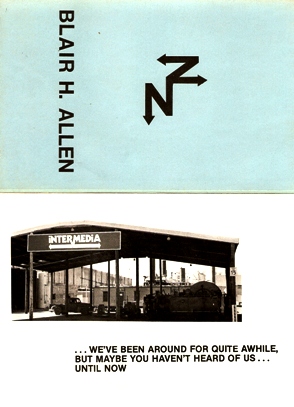 BLAIR H. ALLEN
NN
INTERMEDIA
. . . WE'VE BEEN AROUND FOR QUITE AWHILE,
BUT MAYBE YOU HAVEN'T HEARD OF US . . .
UNTIL NOW